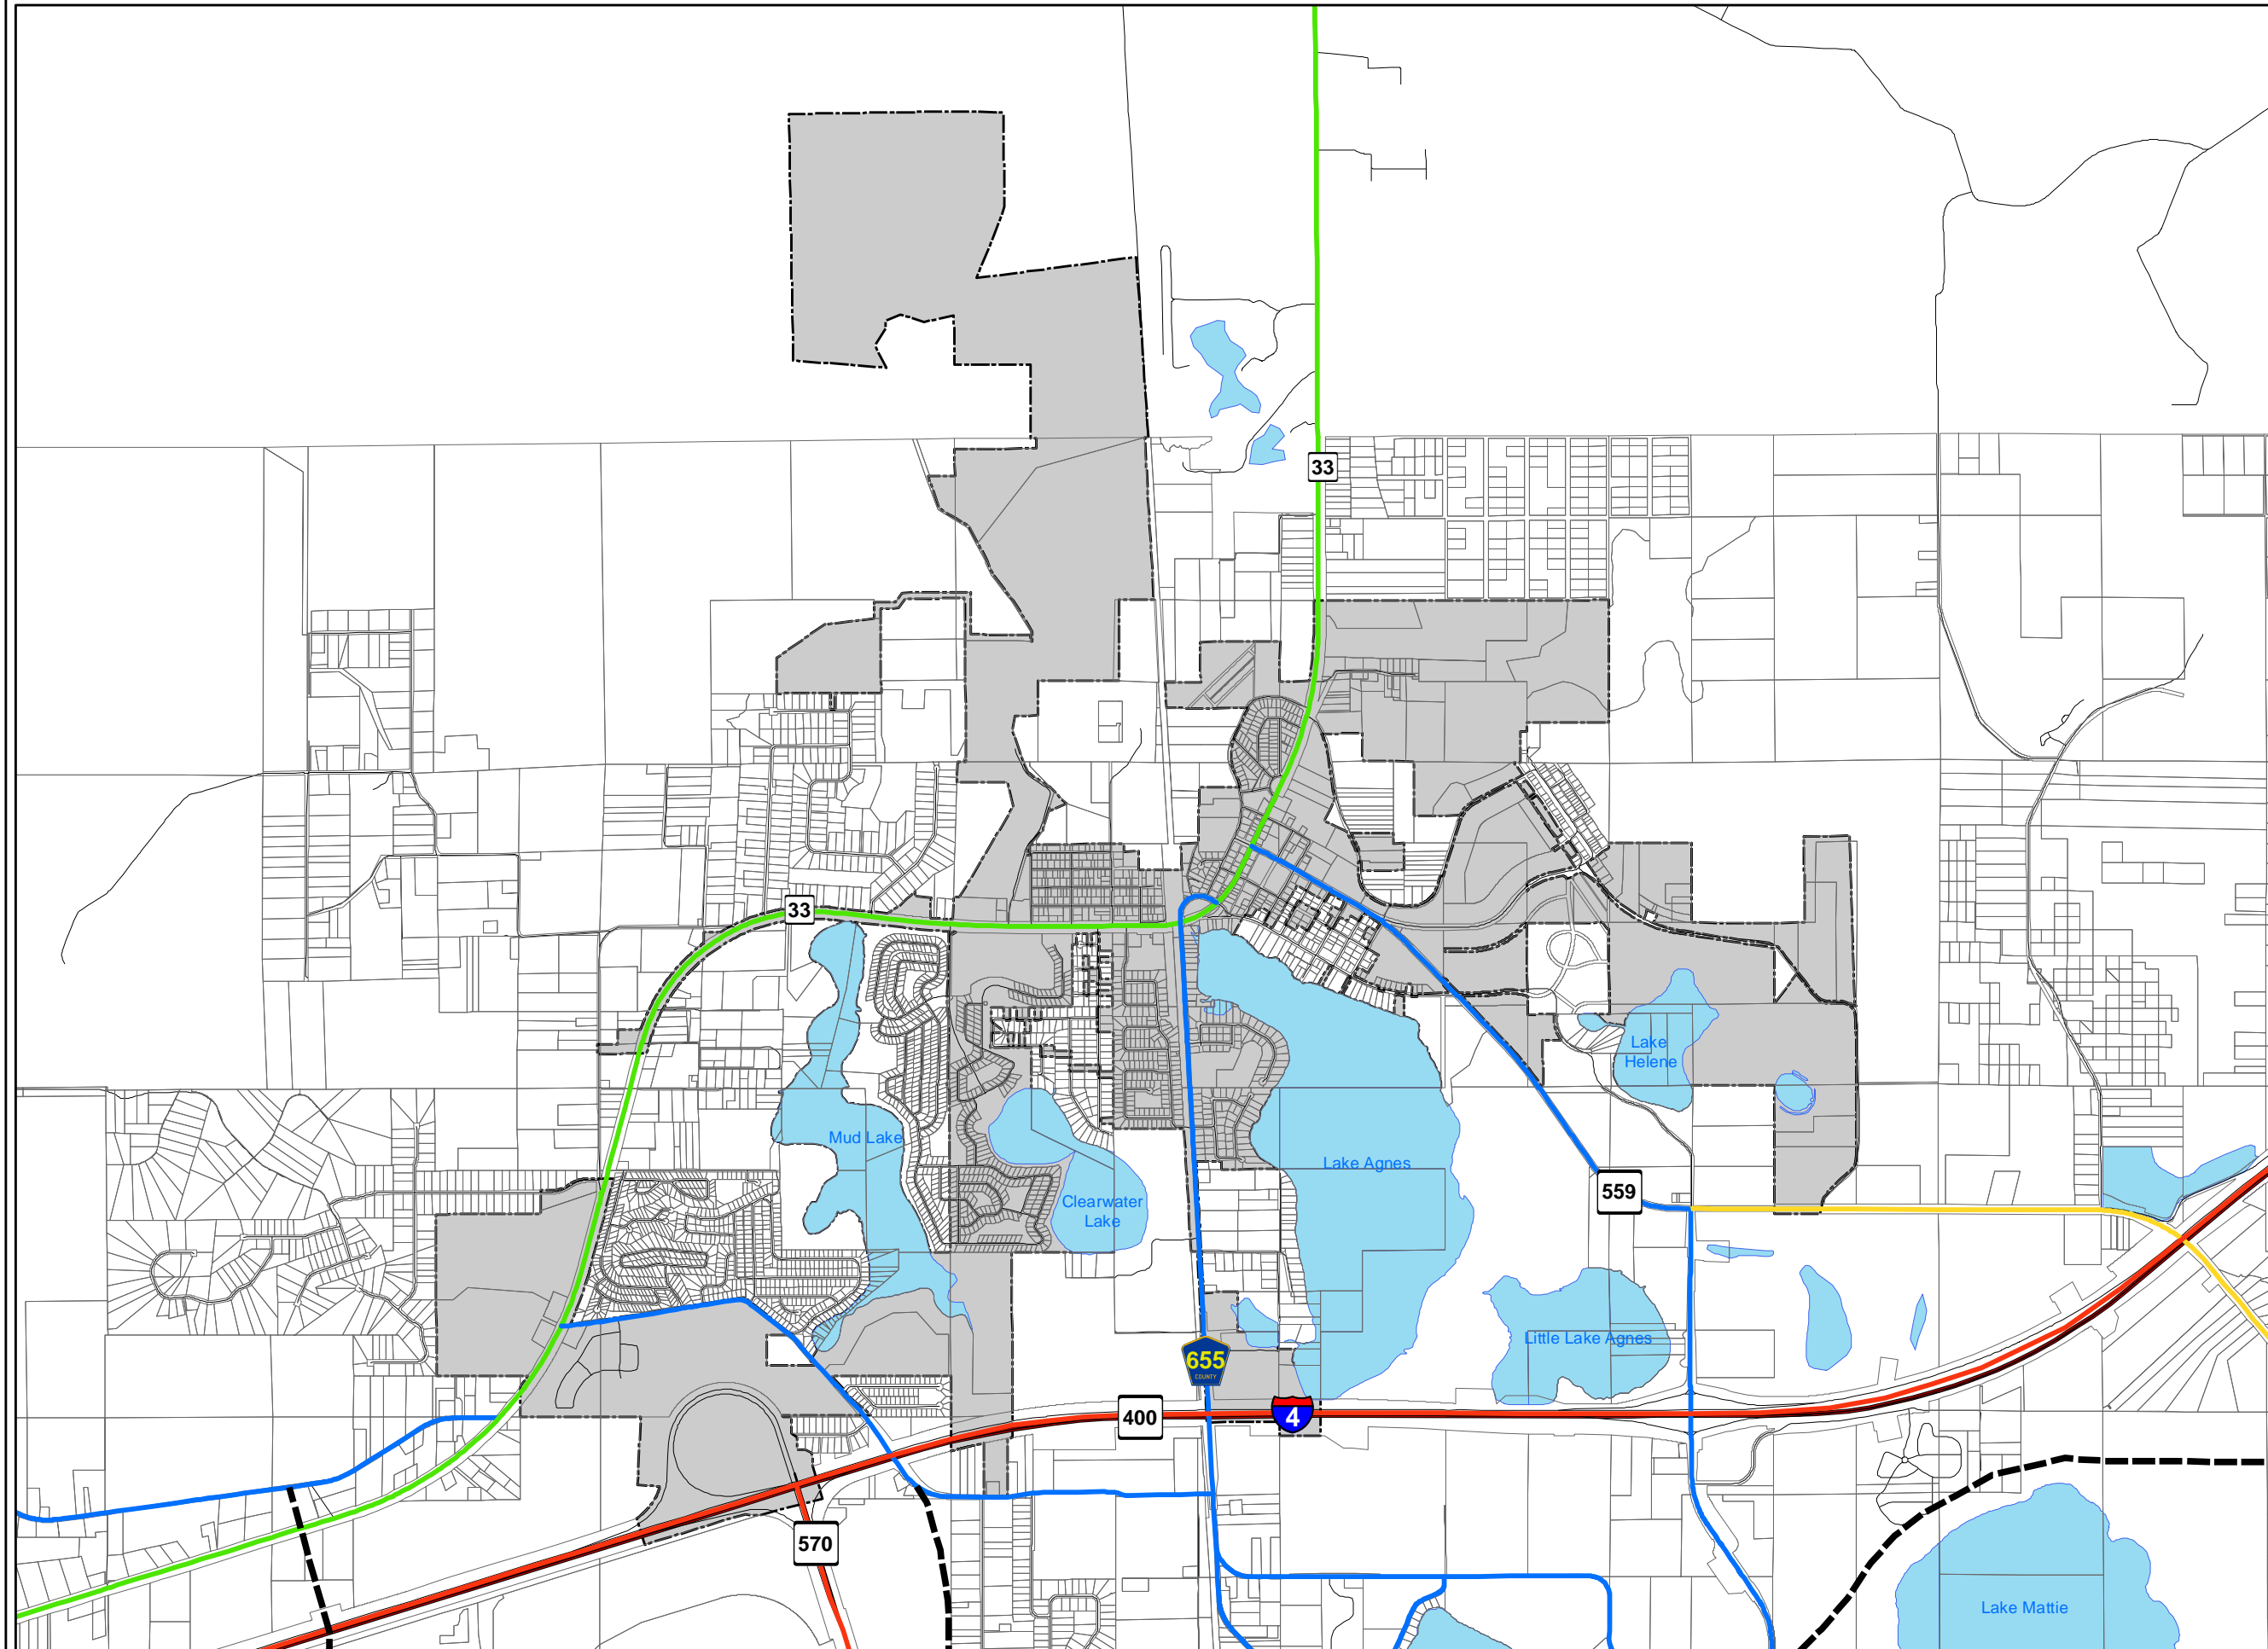 33
33
Lake
Helene
Mud Lake
Lake Agnes
559
Clearwater
Lake
Little Lake Agnes
655
COUNTY
400
4
570
Lake Mattie